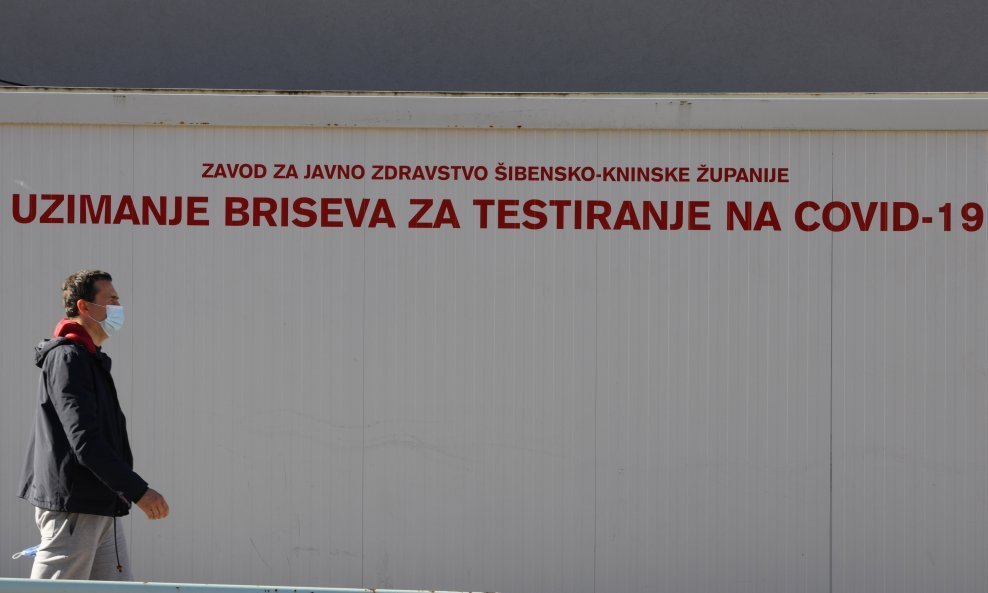 ZAVOD ZA JAVNO ZDRAVSTVO ŠIBENSKO-KNINSKE ŽUPANIJE
UZIMANJE BRISEVA ZA TESTIRANJE NA COVID-19